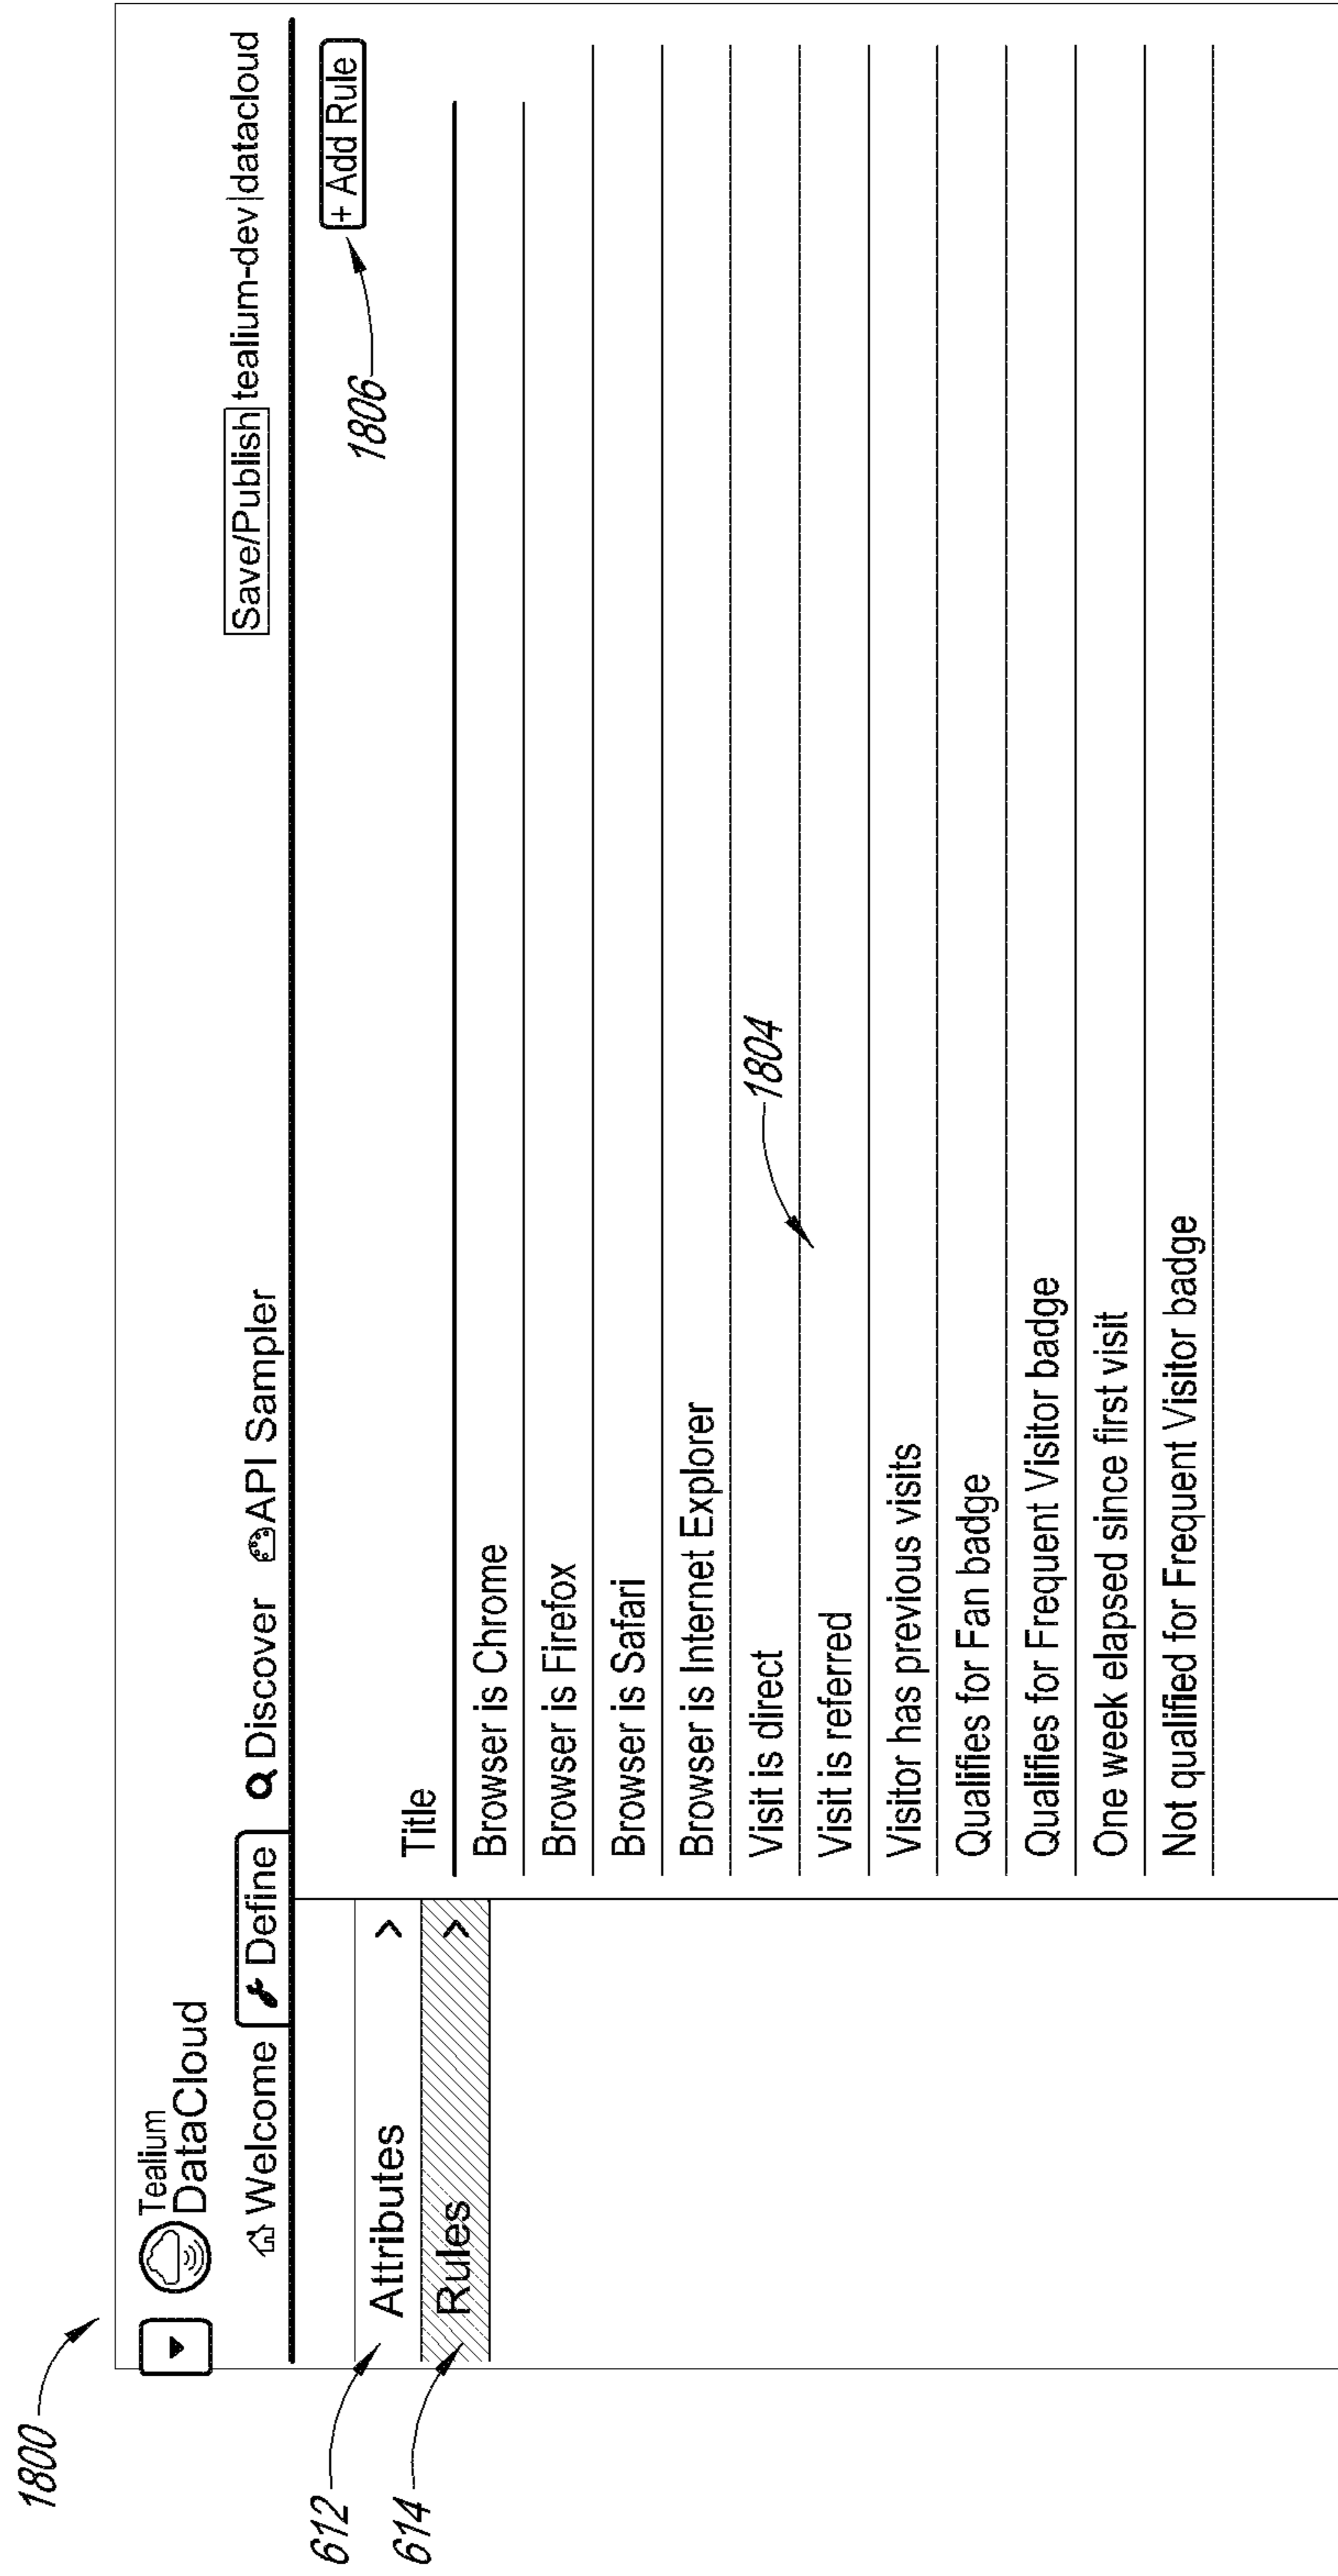 1800
Tealium
DataCloud
Save/Publish tealium-dev|datacloud
Welcome Define Discover API Sampler
+ Add Rule
1806
612
Attributes >
614
Rules >
Title
Browser is Chrome
Browser is Firefox
Browser is Safari
Browser is Internet Explorer
Visit is direct
1804
Visit is referred
Visitor has previous visits
Qualifies for Fan badge
Qualifies for Frequent Visitor badge
One week elapsed since first visit
Not qualified for Frequent Visitor badge